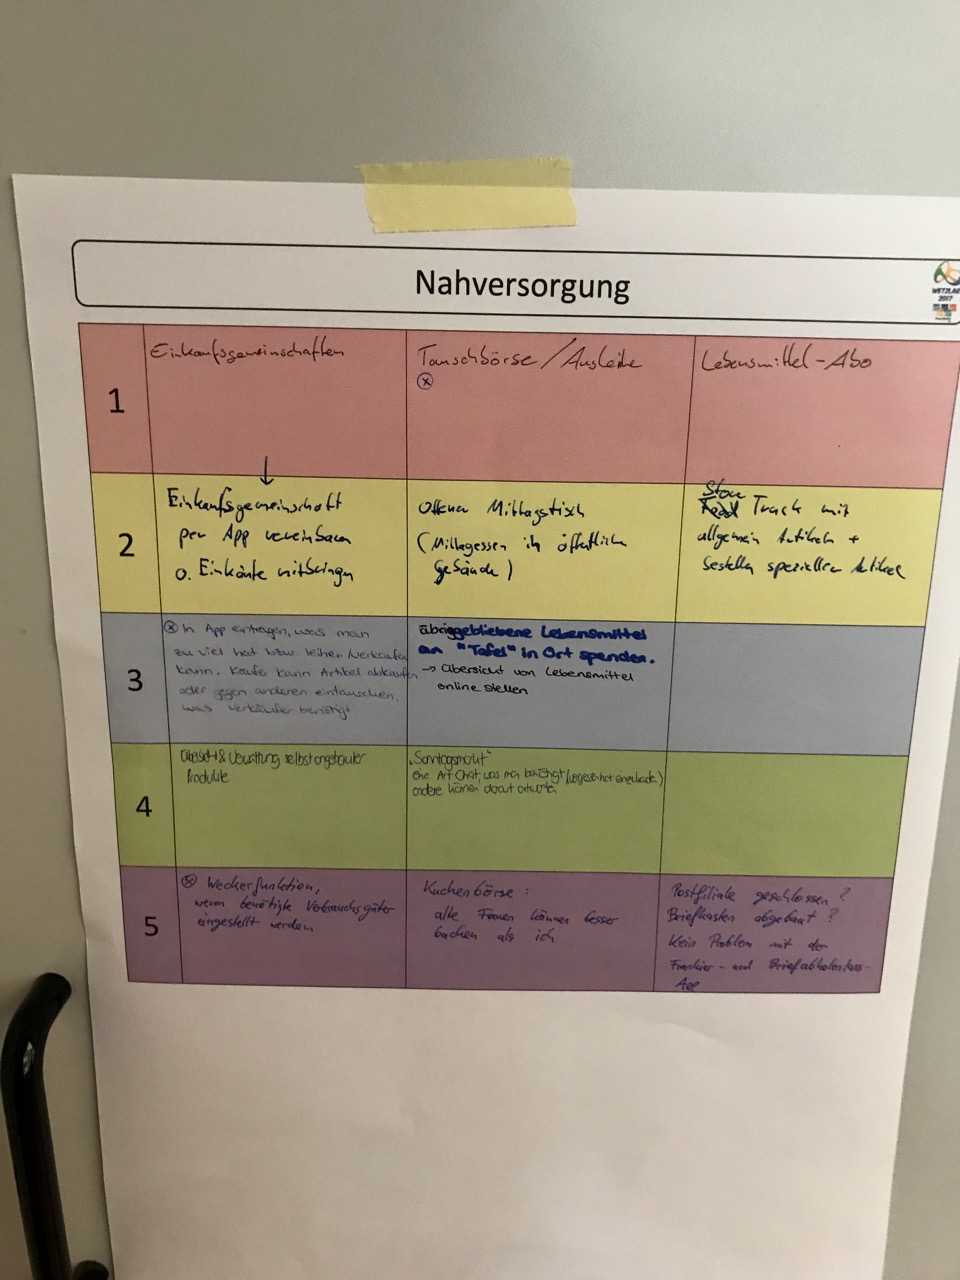 Nahversorgung
WETZLAR
2017
1
Einkaufsgemeinschaften
Tauschbörse / Ausleihe
Lebensmittel-Abo
2
Einkaufsgemeinschaft
per App vereinbaren
o. Einkäufe mitbringen
Offener Mittagstisch
(Mittagessen in öffentlich
Gebäude)
Store
Truck mit
allgemein Artikeln +
bestellen spezieller Artikel
3
In App eintragen, was man
zu viel hat bzw. leihen/verkaufen
kann. Käufer kann Artikel abkaufen
oder gegen anderen eintauschen,
was Verkäufer benötigt
übriggebliebene Lebensmittel
an "Tafel" in Ort spenden.
→ Übersicht von Lebensmittel
online stellen
4
Übersicht & Verwaltung selbstangebauter
Produkte
"Sonntagsmarkt"
eine Art Chat, was man benötigt
andere können darauf antworten
5
Weckerfunktion,
wenn benötigte Verbrauchsgüter
eingestellt werden
Kuchenbörse:
alte Frauen können besser
backen als ich
Postfiliale geschlossen?
Briefkasten abgebaut?
Kein Problem mit der
Frankier- und
App